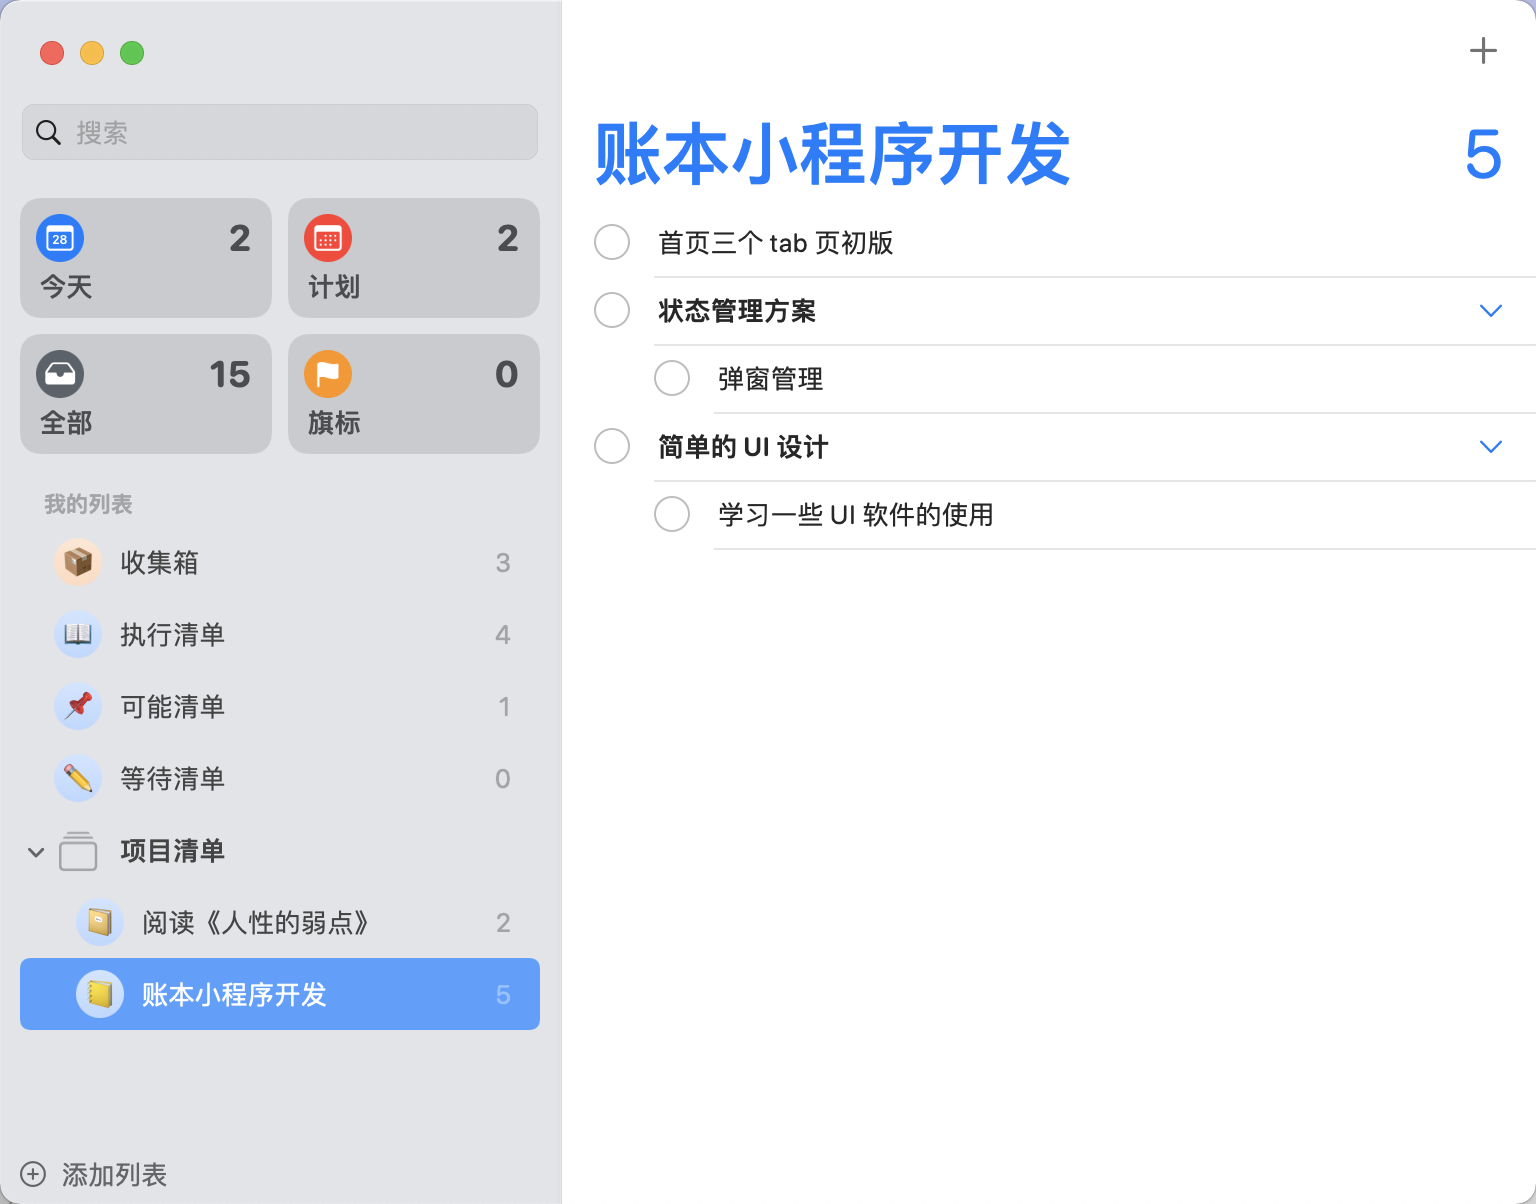 搜索
28
今天 2
计划 2
全部 15
旗标 0
我的列表
收集箱 3
执行清单 4
可能清单 1
等待清单 0
项目清单
阅读《人性的弱点》 2
账本小程序开发 5
添加列表
账本小程序开发 5
首页三个 tab 页初版
状态管理方案
弹窗管理
简单的 UI 设计
学习一些 UI 软件的使用